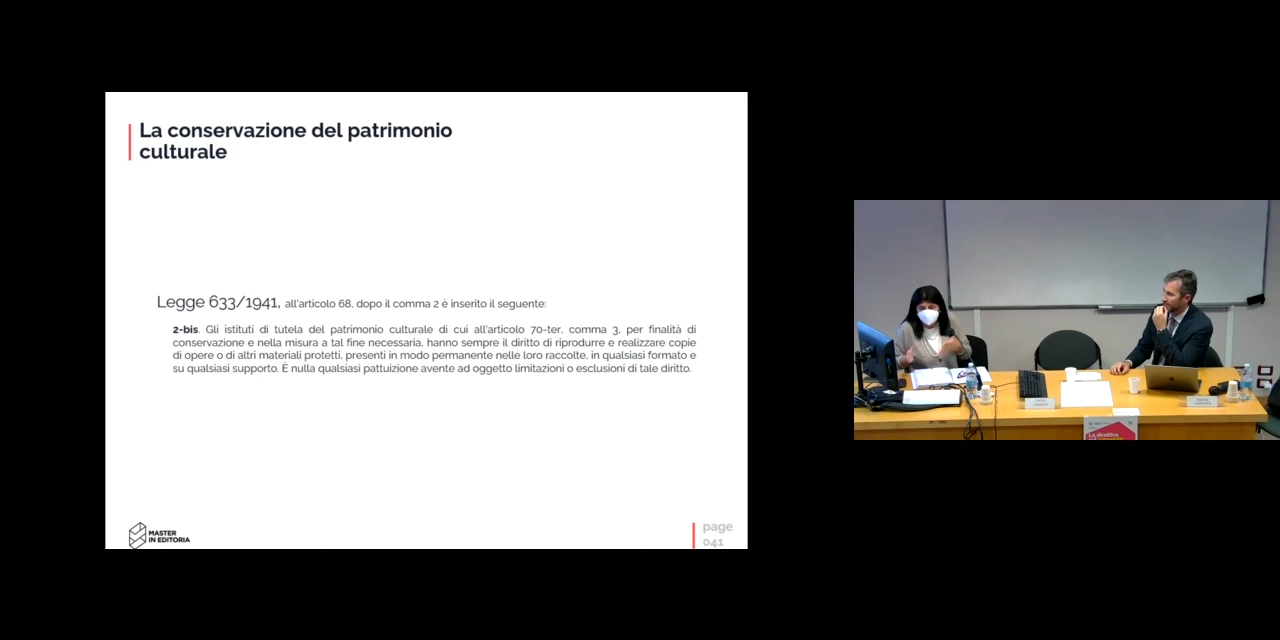 La conservazione del patrimonio
culturale
Legge 633/1941, all'articolo 68, dopo il comma 2 è inserito il seguente:
2-bis. Gli istituti di tutela del patrimonio culturale di cui all'articolo 70-ter, comma 3, per finalità di
conservazione e nella misura a tal fine necessaria, hanno sempre il diritto di riprodurre e realizzare copie
di opere o di altri materiali protetti, presenti in modo permanente nelle loro raccolte, in qualsiasi formato e
su qualsiasi supporto. É nulla qualsiasi pattuizione avente ad oggetto limitazioni o esclusioni di tale diritto.
MASTER
IN EDITORIA
page
041
La direttiva